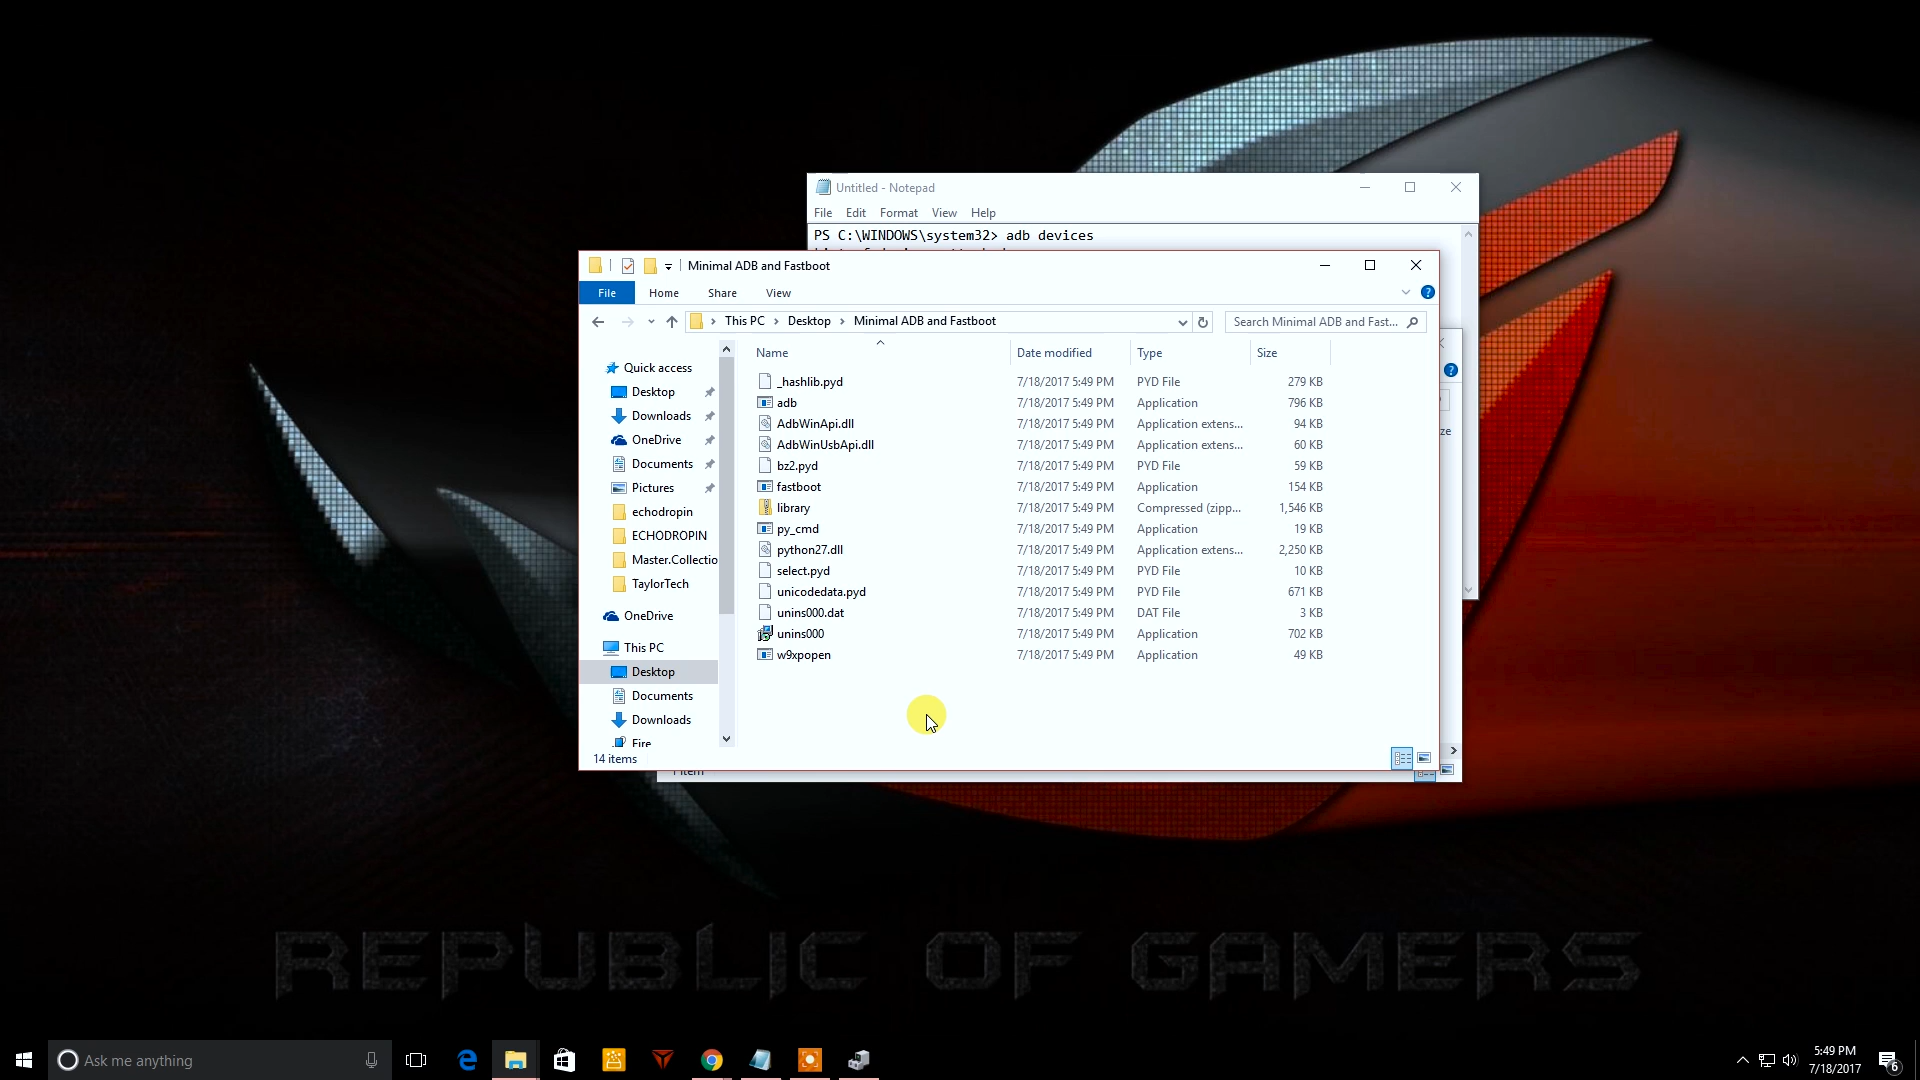 Untitled - Notepad
File Edit Format View Help
PS C:\WINDOWS\system32> adb devices
Minimal ADB and Fastboot
File Home Share View
This PC Desktop Minimal ADB and Fastboot
Search Minimal ADB and Fast...
Name Date modified Type Size
_hashlib.pyd 7/18/2017 5:49 PM PYD File 279 KB
adb 7/18/2017 5:49 PM Application 796 KB
AdbWinApi.dll 7/18/2017 5:49 PM Application extens... 94 KB
AdbWinUsbApi.dll 7/18/2017 5:49 PM Application extens... 60 KB
bz2.pyd 7/18/2017 5:49 PM PYD File 59 KB
fastboot 7/18/2017 5:49 PM Application 154 KB
library 7/18/2017 5:49 PM Compressed (zipp... 1,546 KB
py_cmd 7/18/2017 5:49 PM Application 19 KB
python27.dll 7/18/2017 5:49 PM Application extens... 2,250 KB
select.pyd 7/18/2017 5:49 PM PYD File 10 KB
unicodedata.pyd 7/18/2017 5:49 PM PYD File 671 KB
unins000.dat 7/18/2017 5:49 PM DAT File 3 KB
unins000 7/18/2017 5:49 PM Application 702 KB
w9xpopen 7/18/2017 5:49 PM Application 49 KB
Quick access
Desktop
Downloads
OneDrive
Documents
Pictures
echodropin
ECHODROPIN
Master.Collectio
TaylorTech
OneDrive
This PC
Desktop
Documents
Downloads
Fire
14 items
ze
REPUBLIC OF GAMERS
Ask me anything
5:49 PM
7/18/2017
6